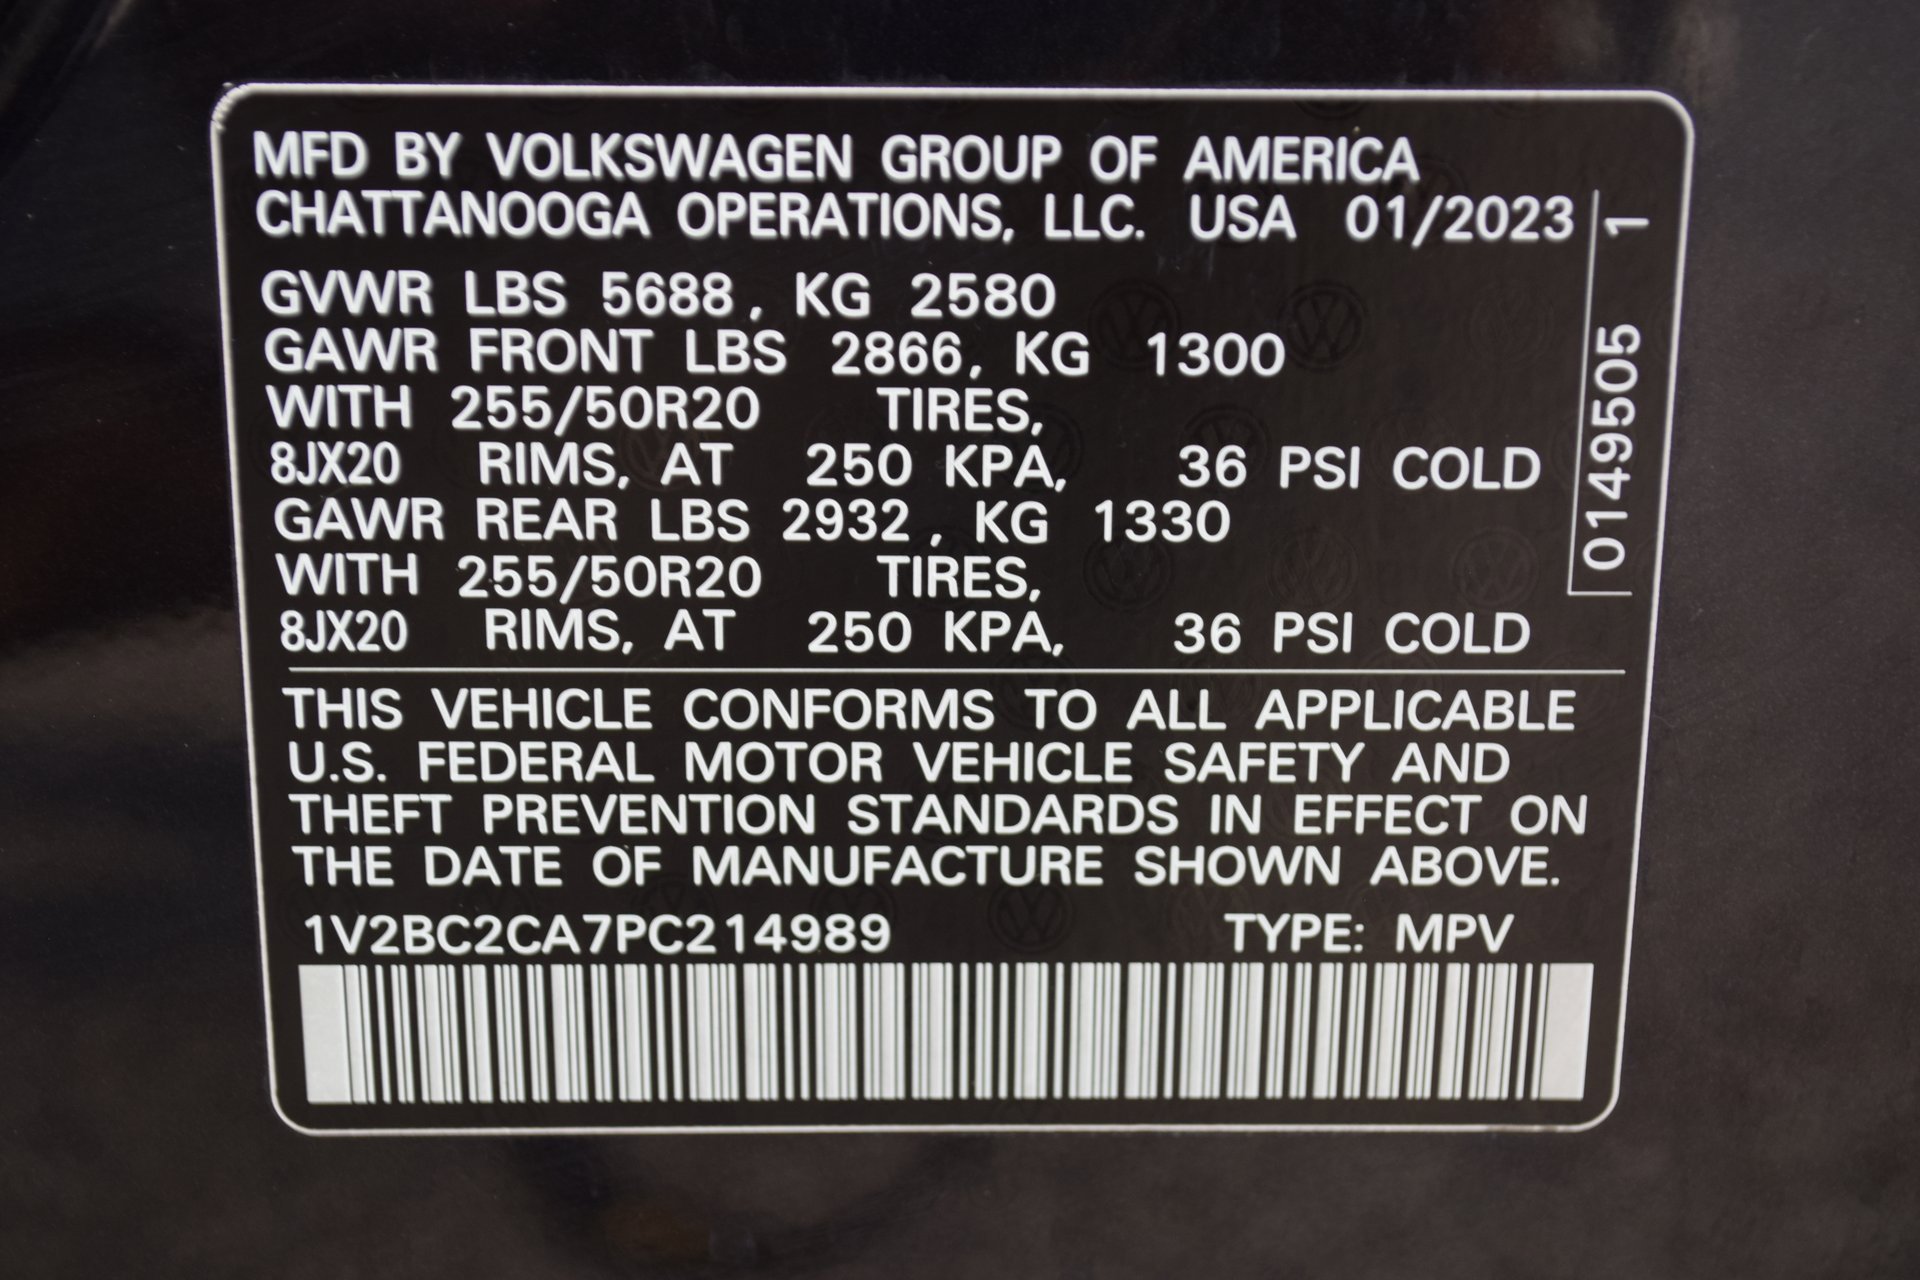 MFD BY VOLKSWAGEN GROUP OF AMERICA
CHATTANOOGA OPERATIONS, LLC. USA 01/2023
GVWR LBS 5688, KG 2580
GAWR FRONT LBS 2866, KG 1300
WITH 255/50R20 TIRES,
8JX20 RIMS, AT 250 KPA, 36 PSI COLD
GAWR REAR LBS 2932, KG 1330
WITH 255/50R20 TIRES,
8JX20 RIMS, AT 250 KPA, 36 PSI COLD
0149505 1
THIS VEHICLE CONFORMS TO ALL APPLICABLE
U.S. FEDERAL MOTOR VEHICLE SAFETY AND
THEFT PREVENTION STANDARDS IN EFFECT ON
THE DATE OF MANUFACTURE SHOWN ABOVE.
1V2BC2CA7PC214989 TYPE: MPV